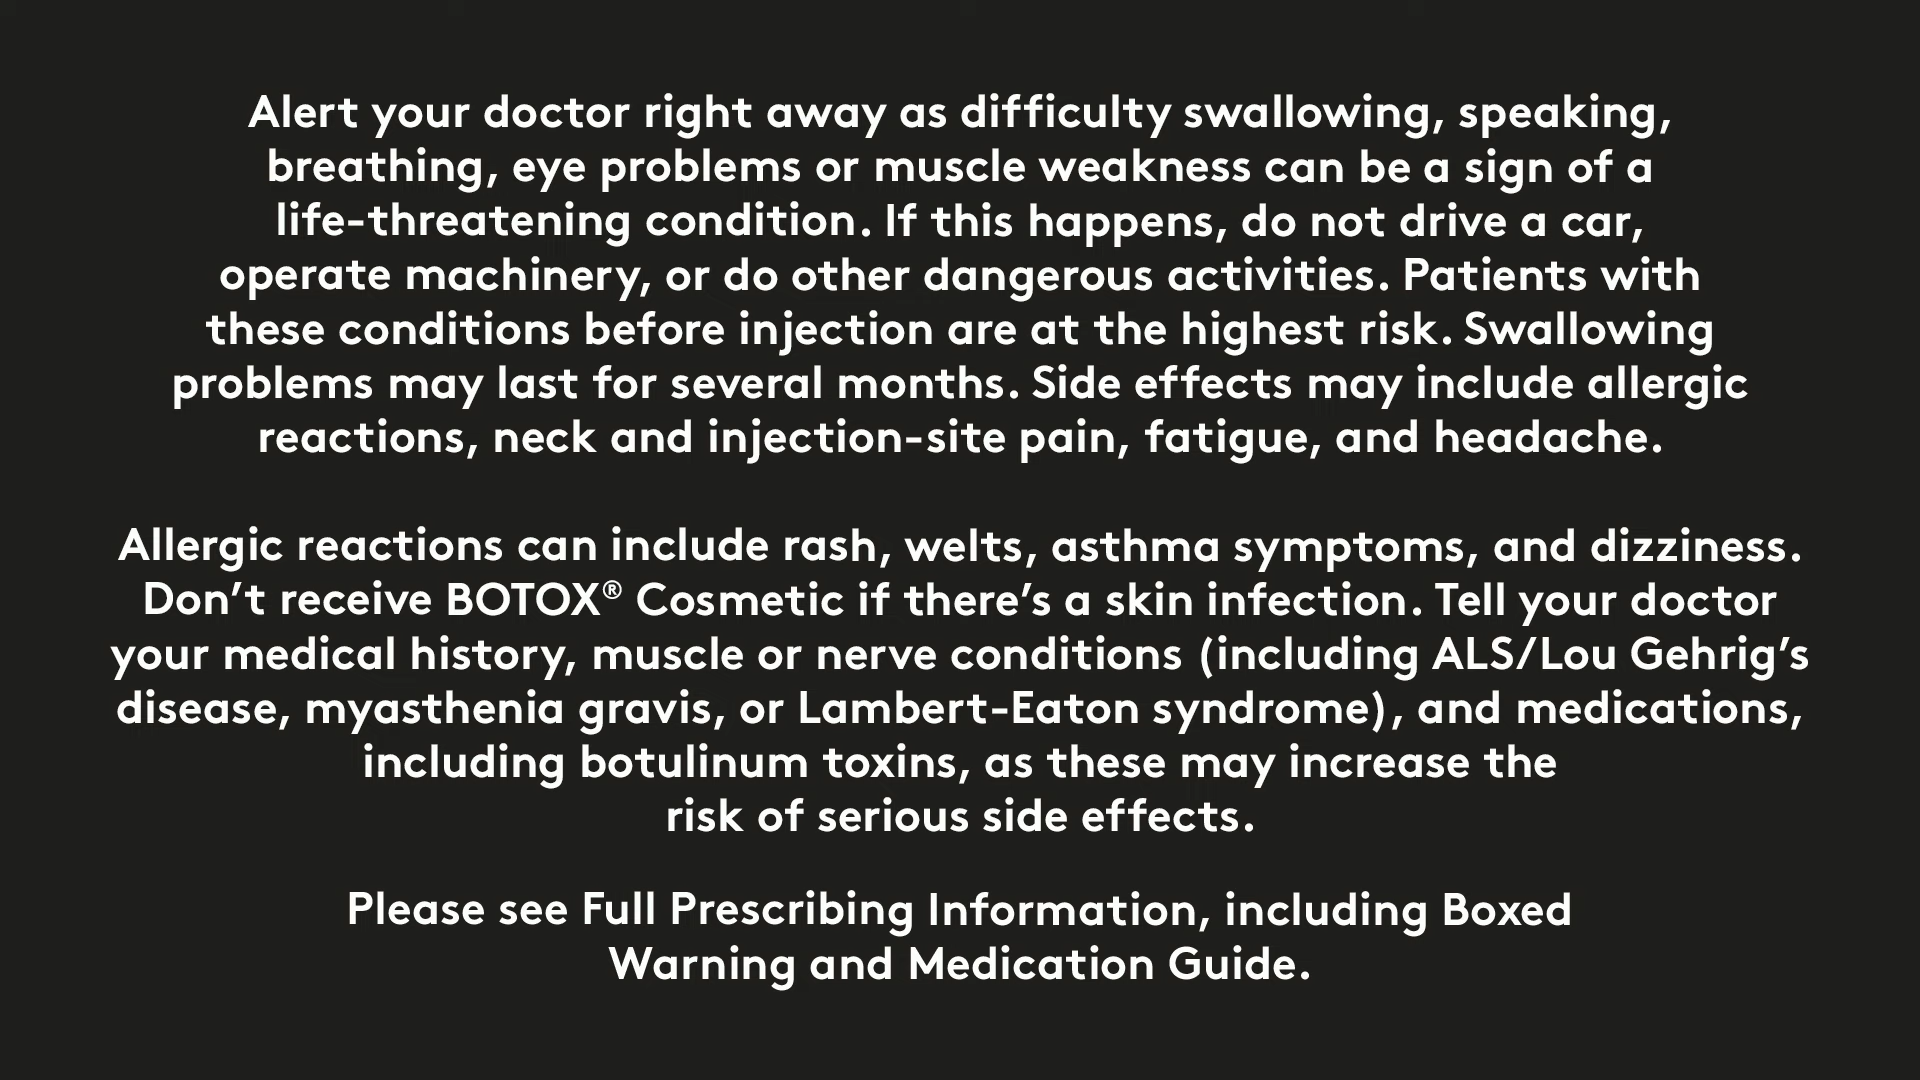 Alert your doctor right away as difficulty swallowing, speaking,
breathing, eye problems or muscle weakness can be a sign of a
life-threatening condition. If this happens, do not drive a car,
operate machinery, or do other dangerous activities. Patients with
these conditions before injection are at the highest risk. Swallowing
problems may last for several months. Side effects may include allergic
reactions, neck and injection-site pain, fatigue, and headache.
Allergic reactions can include rash, welts, asthma symptoms, and dizziness.
Don’t receive BOTOX® Cosmetic if there’s a skin infection. Tell your doctor
your medical history, muscle or nerve conditions (including ALS/Lou Gehrig’s
disease, myasthenia gravis, or Lambert-Eaton syndrome), and medications,
including botulinum toxins, as these may increase the
risk of serious side effects.
Please see Full Prescribing Information, including Boxed
Warning and Medication Guide.